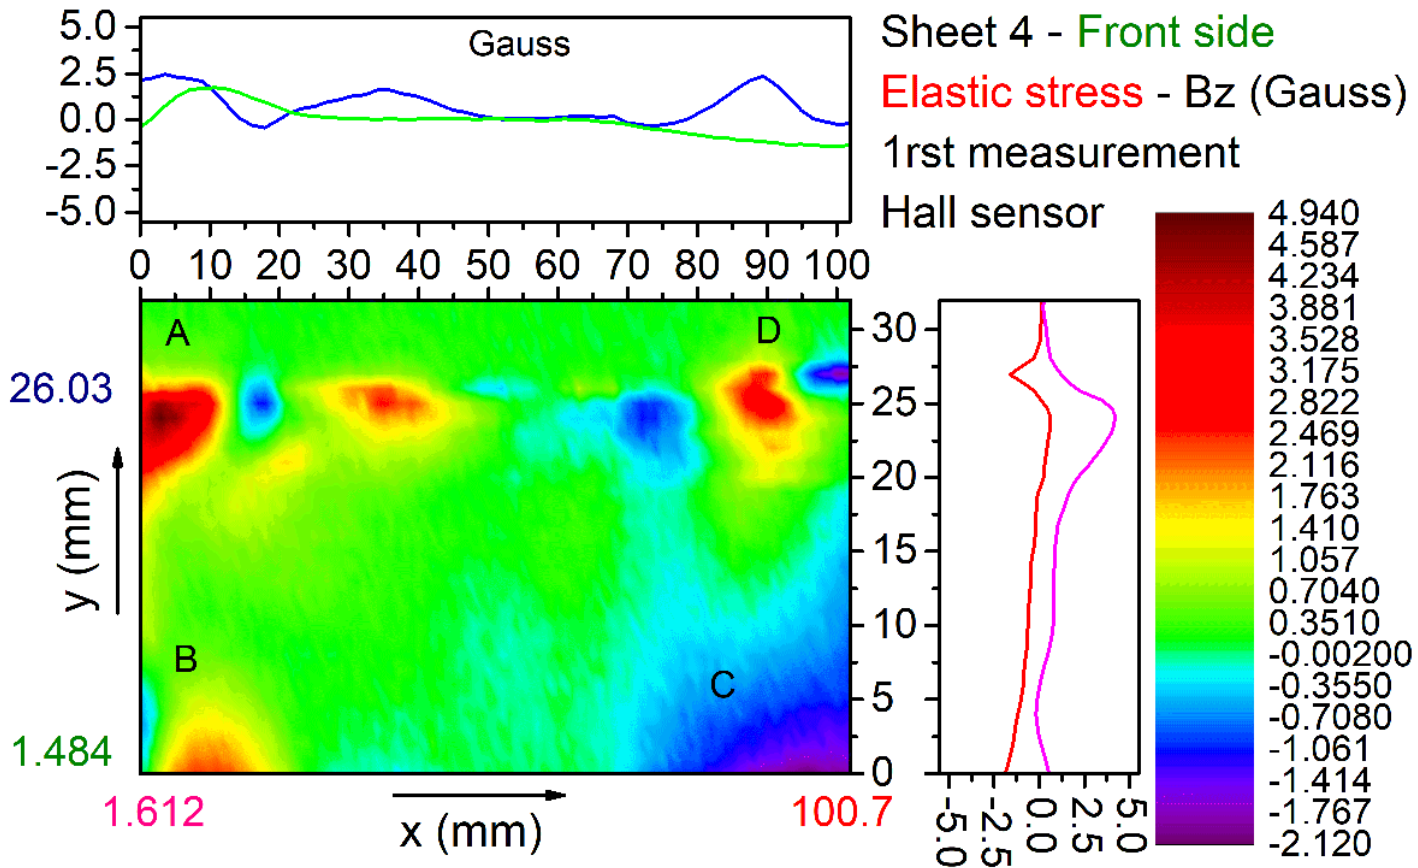 Sheet 4 - Front side
Elastic stress - Bz (Gauss)
1rst measurement
Hall sensor
Gauss
5.0
2.5
0.0
-2.5
-5.0
0 10 20 30 40 50 60 70 80 90 100
A
D
B
C
26.03
1.484
y (mm)
1.612
x (mm)
100.7
30
25
20
15
10
5
0
-5.0 -2.5 0.0 2.5 5.0
4.940
4.587
4.234
3.881
3.528
3.175
2.822
2.469
2.116
1.763
1.410
1.057
0.7040
0.3510
-0.00200
-0.3550
-0.7080
-1.061
-1.414
-1.767
-2.120